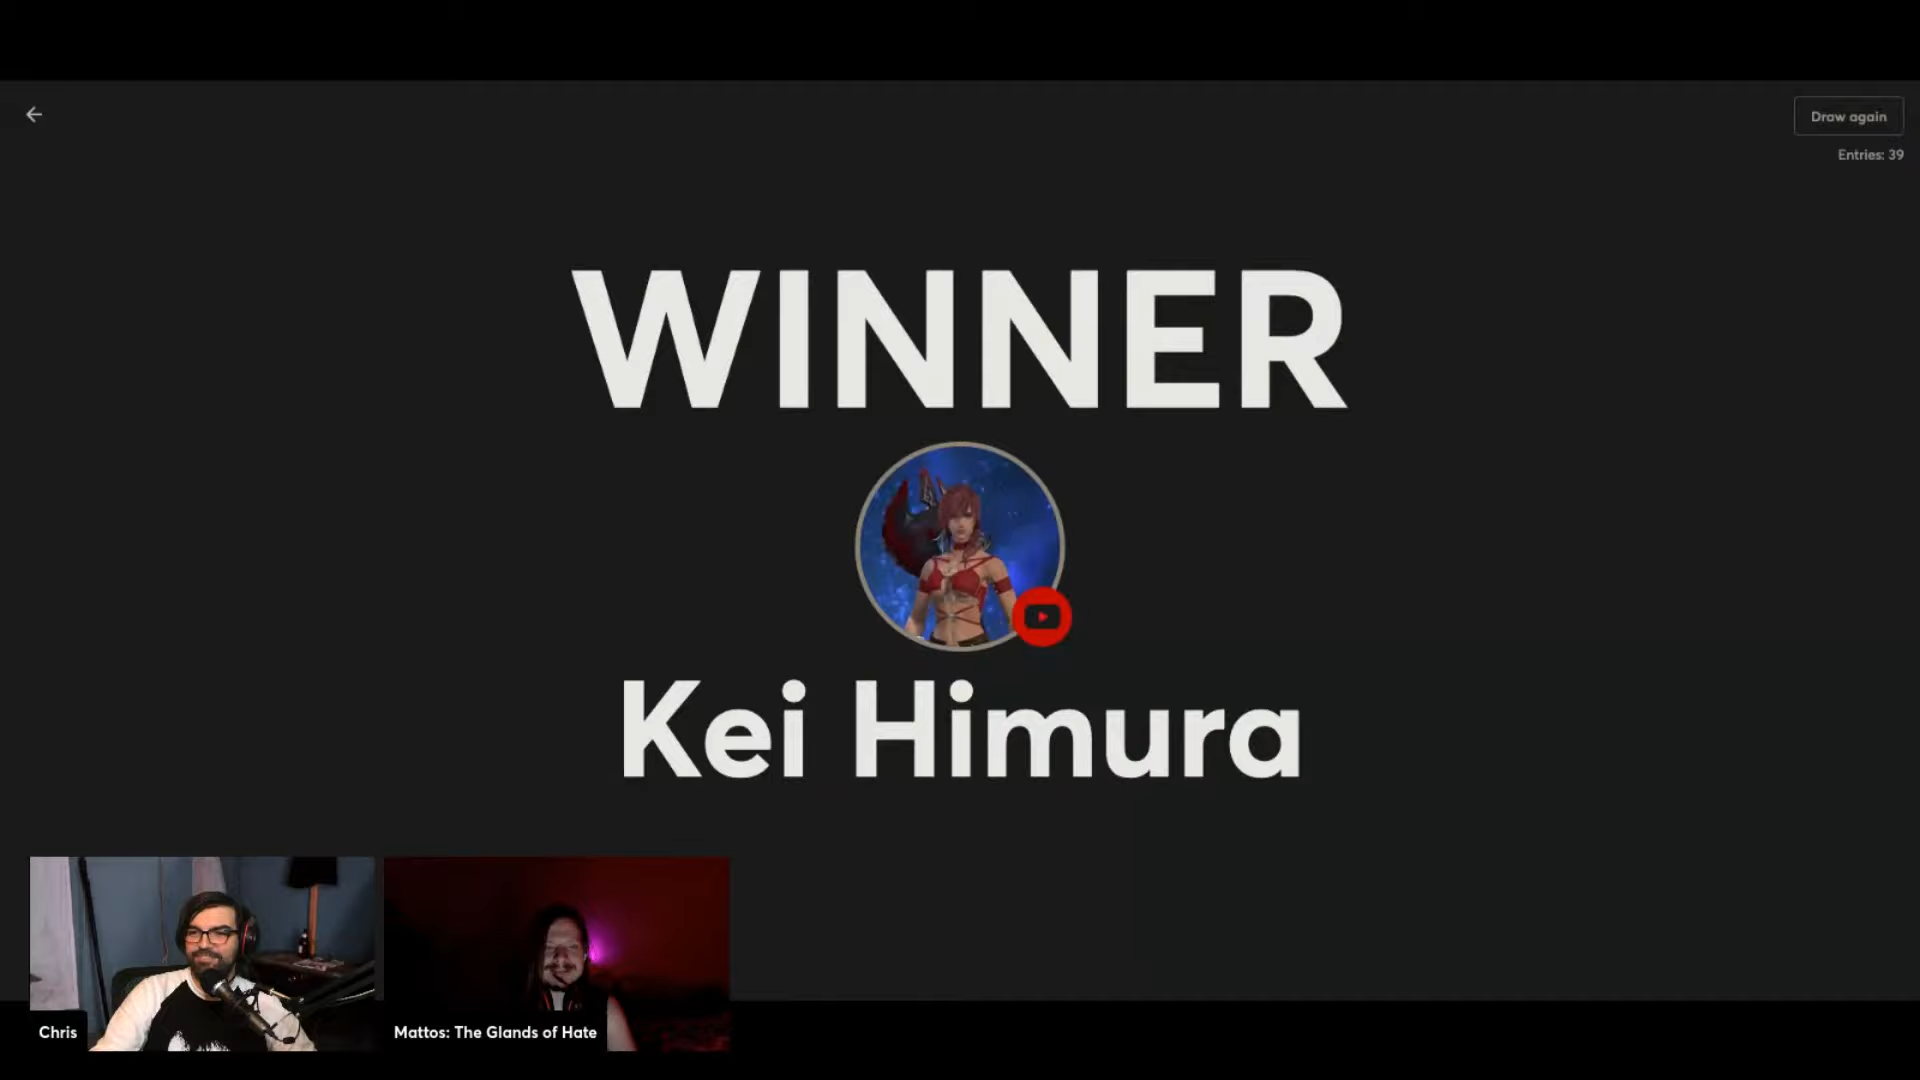 Draw again
Entries: 39
WINNER
Kei Himura
Chris
Mattos: The Glands of Hate